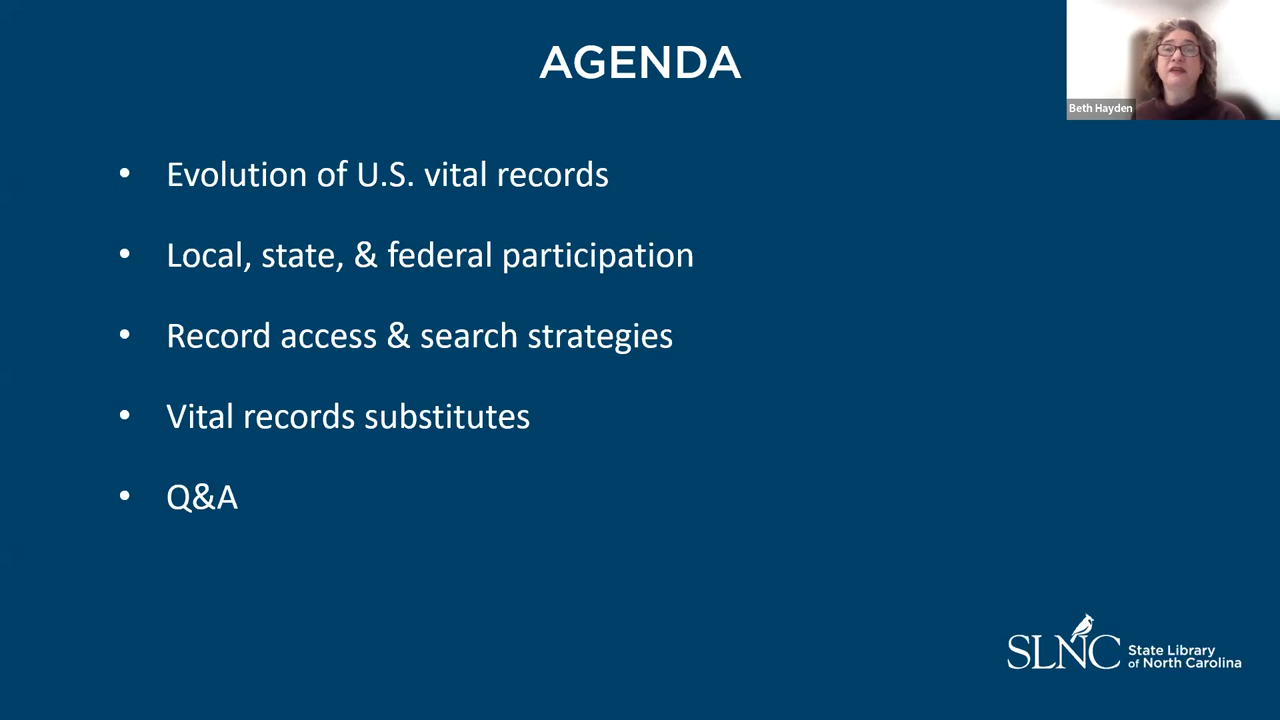 AGENDA
Beth Hayden
• Evolution of U.S. vital records
• Local, state, & federal participation
• Record access & search strategies
• Vital records substitutes
• Q&A
SLNC State Library
of North Carolina